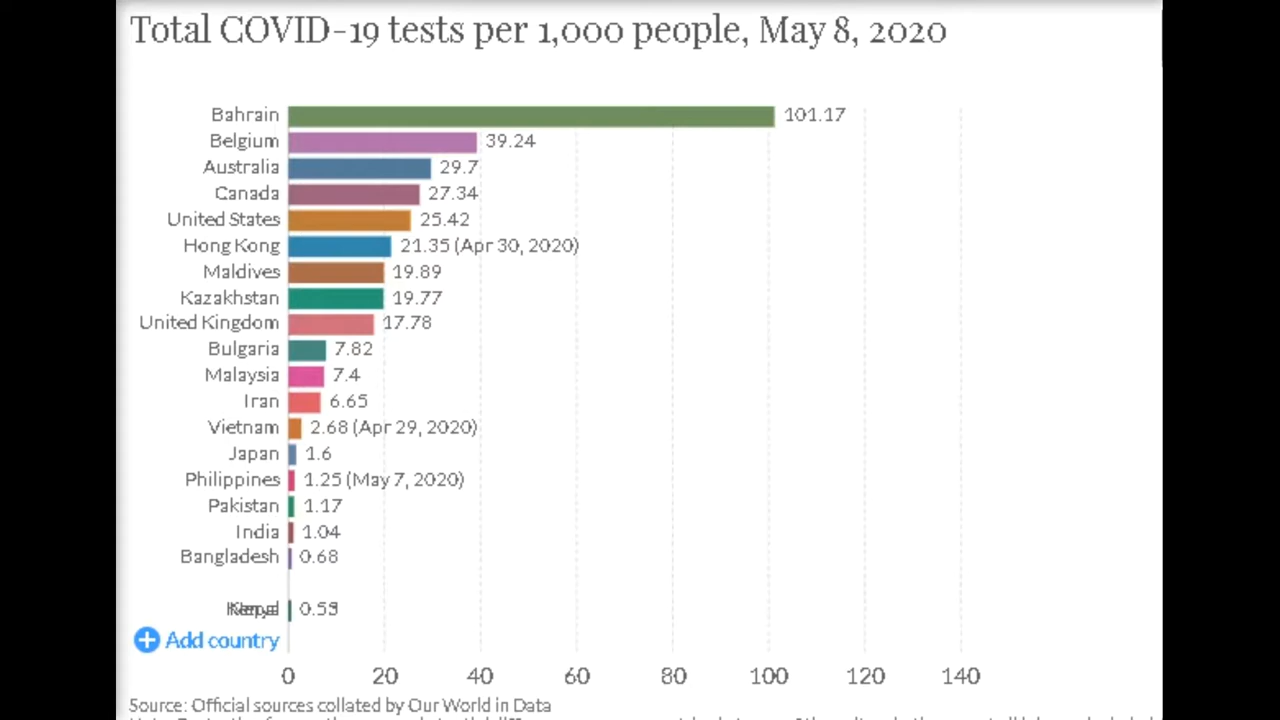 Total COVID-19 tests per 1,000 people, May 8, 2020
Bahrain 101.17
Belgium 39.24
Australia 29.7
Canada 27.34
United States 25.42
Hong Kong 21.35 (Apr 30, 2020)
Maldives 19.89
Kazakhstan 19.77
United Kingdom 17.78
Bulgaria 7.82
Malaysia 7.4
Iran 6.65
Vietnam 2.68 (Apr 29, 2020)
Japan 1.6
Philippines 1.25 (May 7, 2020)
Pakistan 1.17
India 1.04
Bangladesh 0.68
Add country
0 20 40 60 80 100 120 140
Source: Official sources collated by Our World in Data